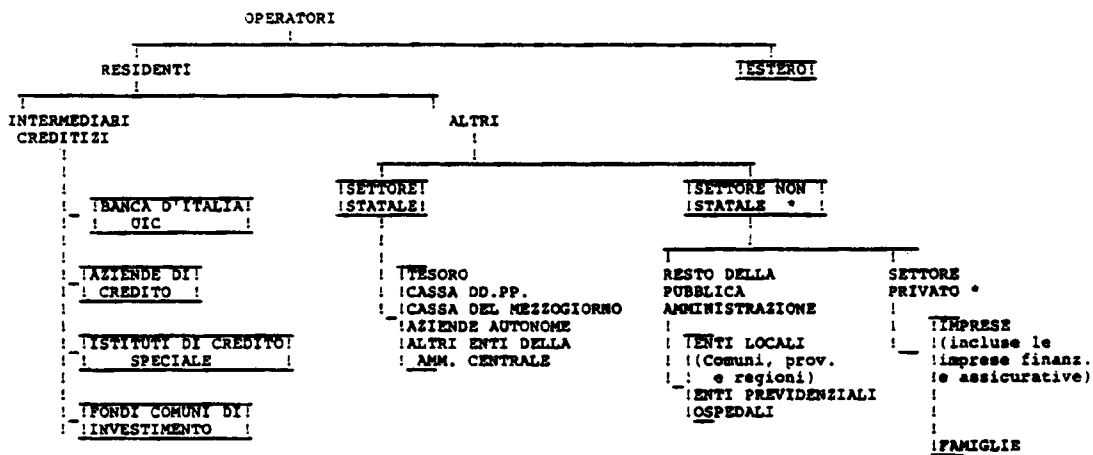 OPERATORI
RESIDENTI
ESTERO
INTERMEDIARI
CREDITIZI
ALTRI
BANCA D'ITALIA
UIC
AZIENDE DI
CREDITO
ISTITUTI DI CREDITO
SPECIALE
FONDI COMUNI DI
INVESTIMENTO
SETTORE
STATALE
TESORO
CASSA DD.PP.
CASSA DEL MEZZOGIORNO
AZIENDE AUTONOME
ALTRI ENTI DELLA
AMM. CENTRALE
SETTORE NON
STATALE *
RESTO DELLA
PUBBLICA
AMMINISTRAZIONE
ENTI LOCALI
(Comuni, prov.
e regioni)
ENTI PREVIDENZIALI
OSPEDALI
SETTORE
PRIVATO *
IMPRESE
(incluse le
imprese finanz.
e assicurative)
FAMIGLIE